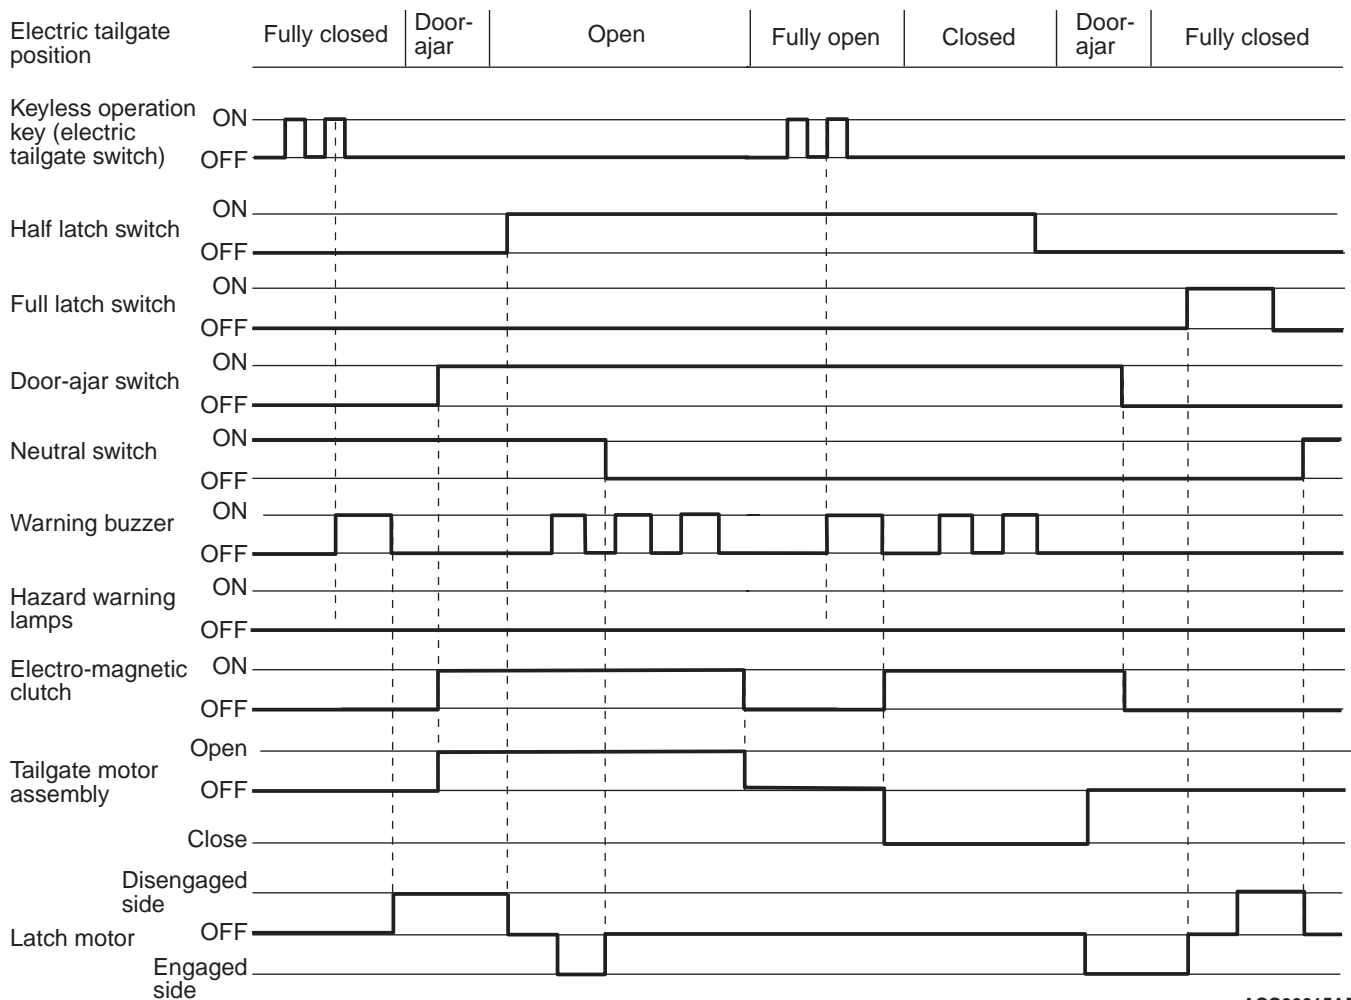 Electric tailgate
position
Fully closed
Door-
ajar
Open
Fully open
Closed
Door-
ajar
Fully closed
Keyless operation
key (electric
tailgate switch)
ON
OFF
Half latch switch
ON
OFF
Full latch switch
ON
OFF
Door-ajar switch
ON
OFF
Neutral switch
ON
OFF
Warning buzzer
ON
OFF
Hazard warning
lamps
ON
OFF
Electro-magnetic
clutch
ON
OFF
Tailgate motor
assembly
Open
OFF
Close
Latch motor
Disengaged
side
OFF
Engaged
side